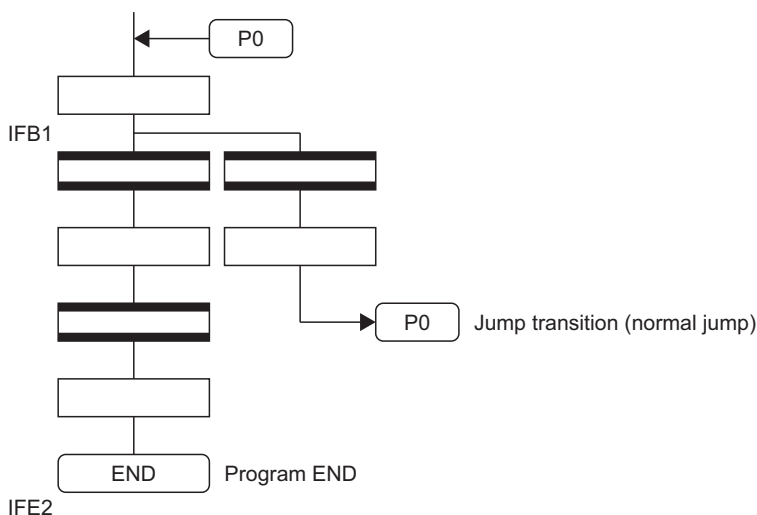 P0
IFB1
P0 Jump transition (normal jump)
END Program END
IFE2